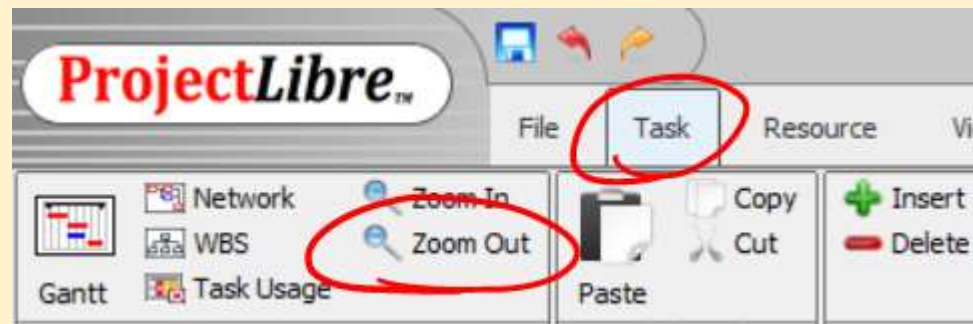 ProjectLibre™
File Task Resource
Network Zoom In Copy Insert
WBS Zoom Out Cut Delete
Gantt Task Usage Paste